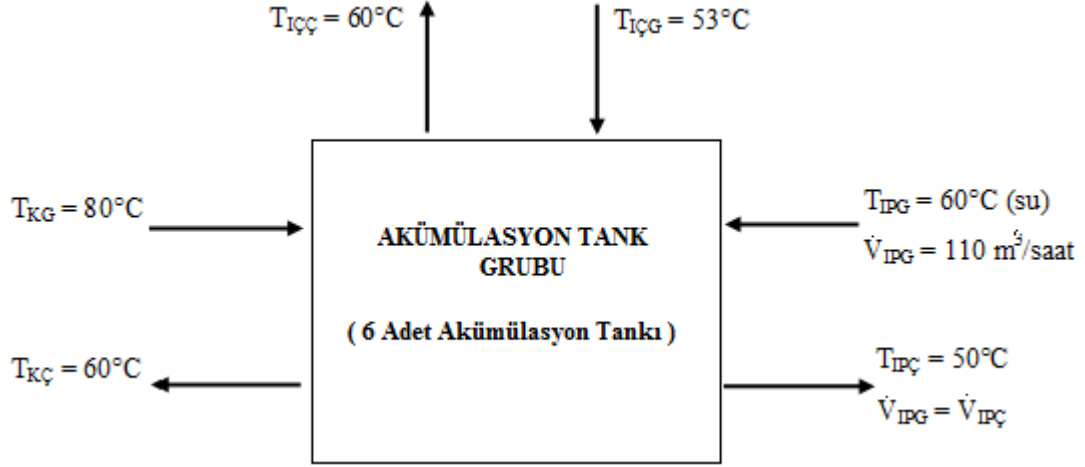 T_IÇÇ = 60°C
T_IÇG = 53°C
T_KG = 80°C
T_KÇ = 60°C
AKÜMÜLASYON TANK
GRUBU
( 6 Adet Akümülasyon Tankı )
T_IPG = 60°C (su)
V̇_IPG = 110 m³/saat
T_IPÇ = 50°C
V̇_IPG = V̇_IPÇ